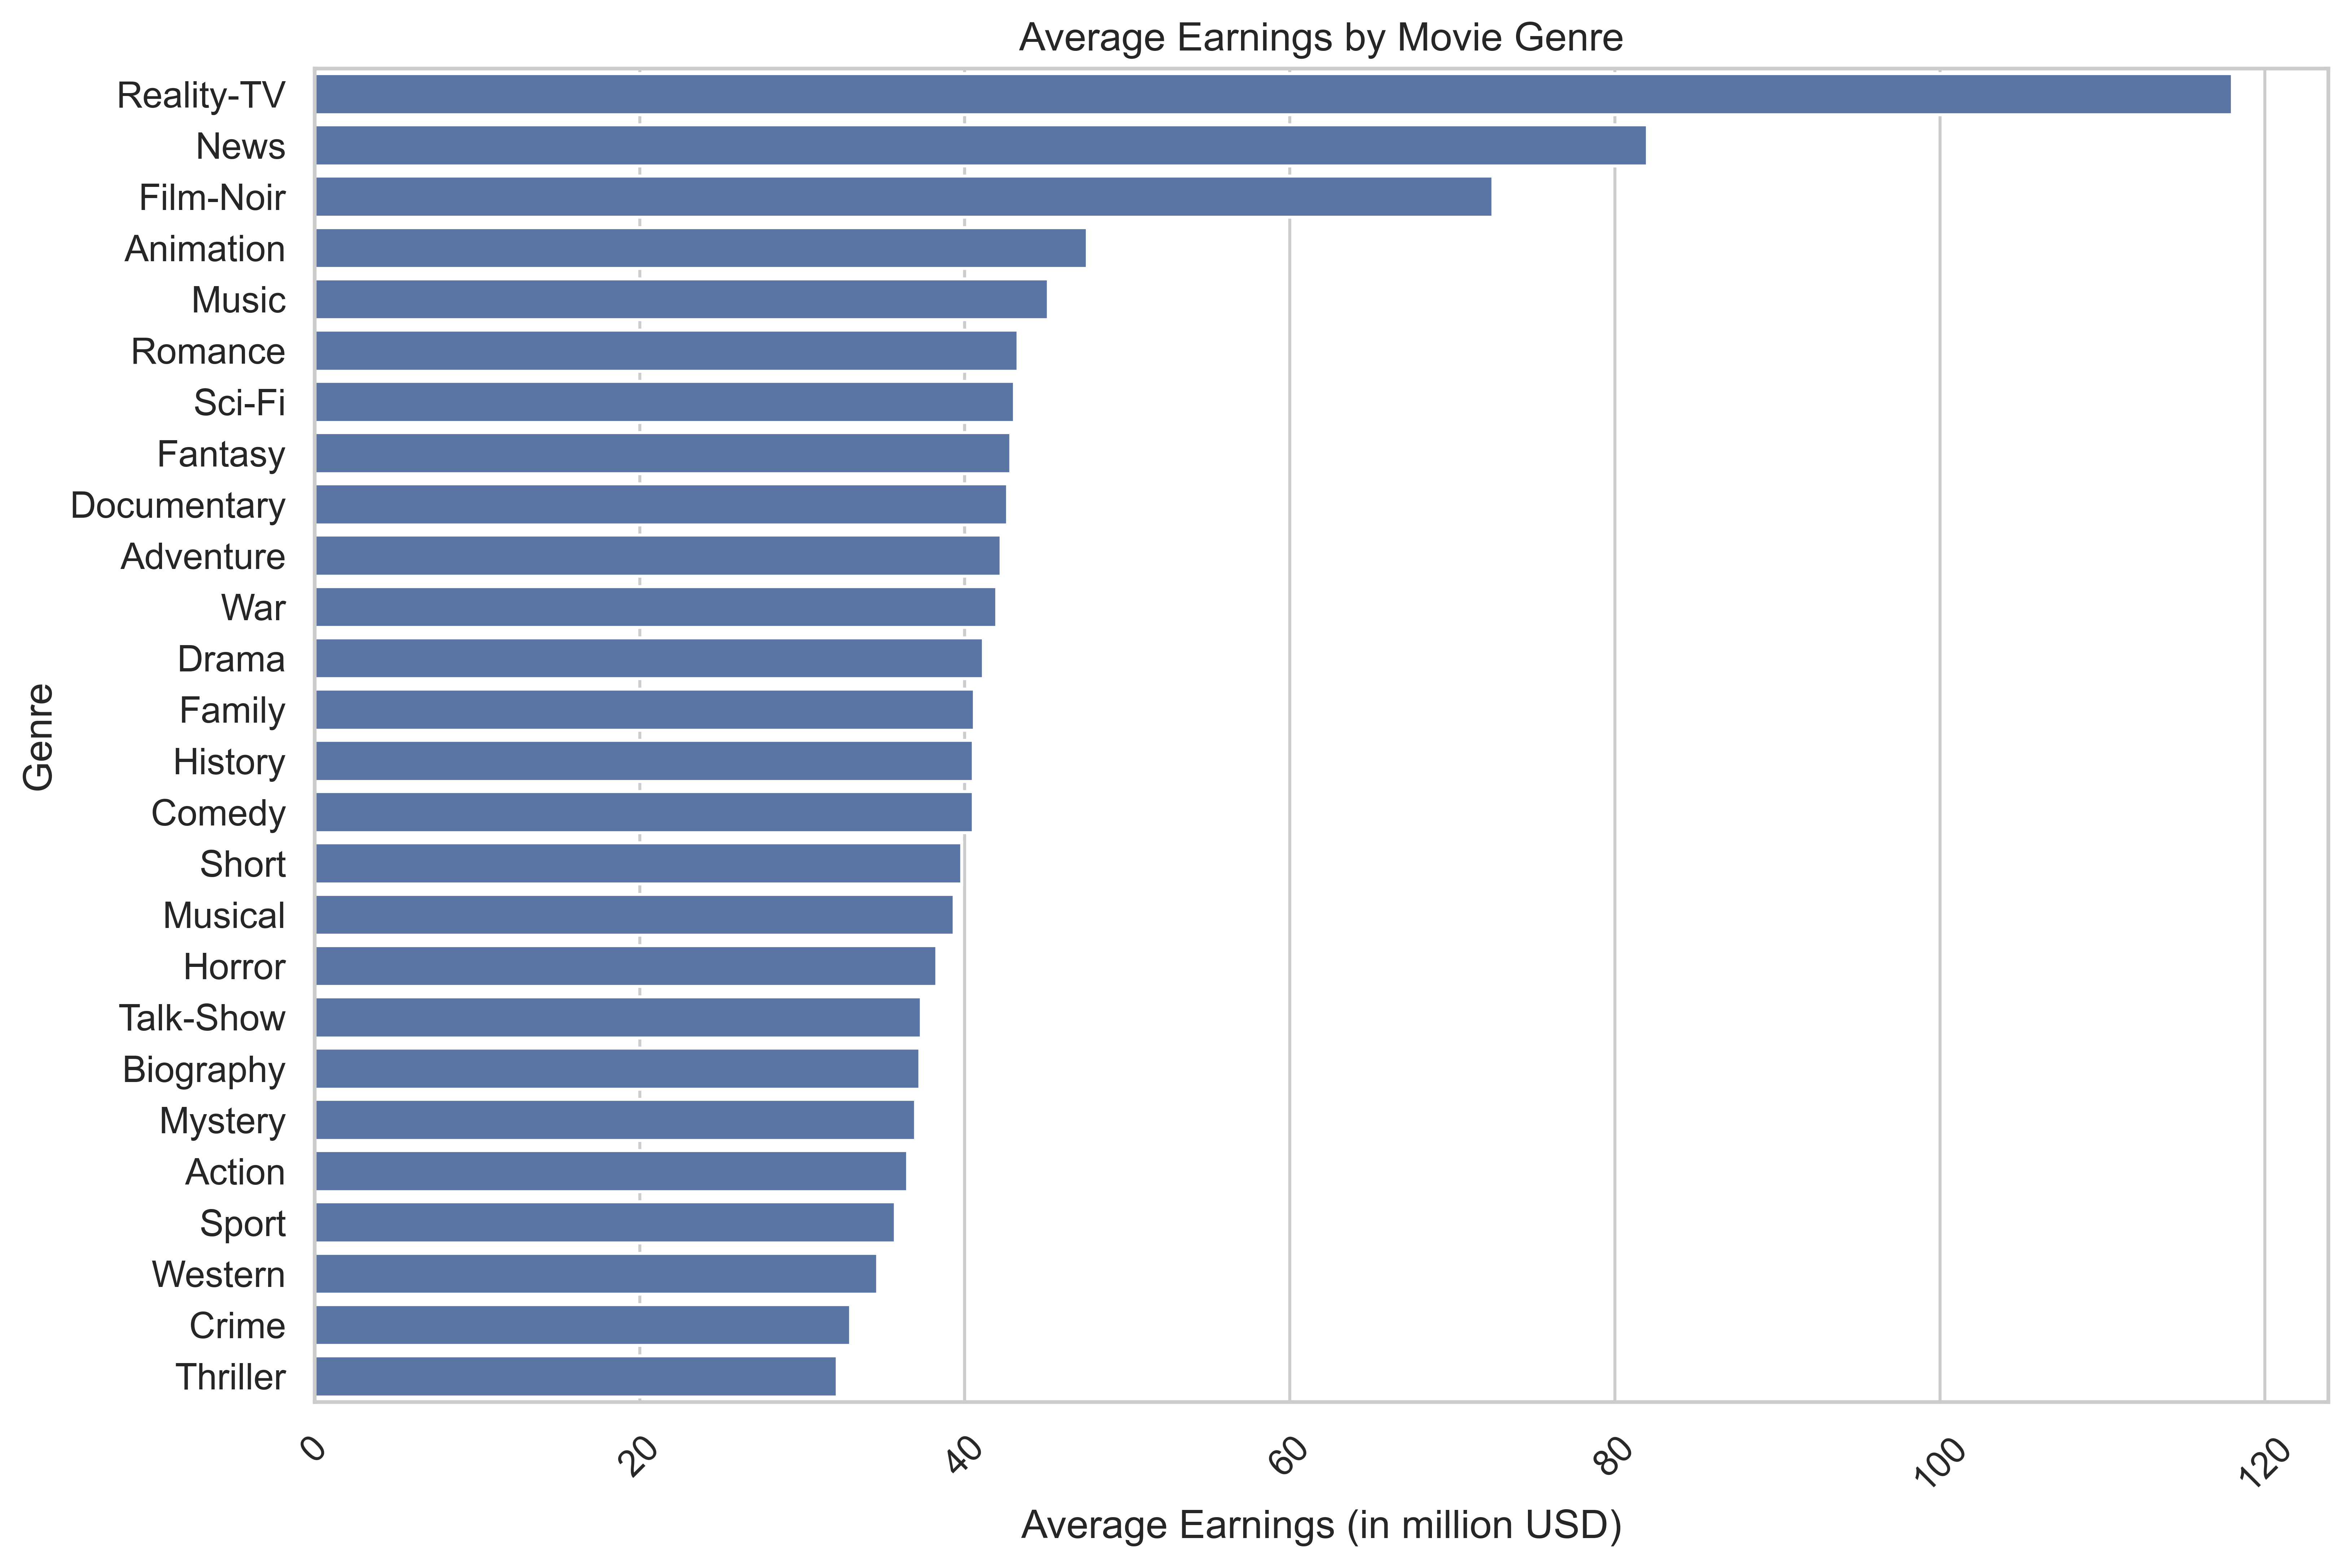 Average Earnings by Movie Genre
Reality-TV
News
Film-Noir
Animation
Music
Romance
Sci-Fi
Fantasy
Documentary
Adventure
War
Drama
Family
History
Comedy
Short
Musical
Horror
Talk-Show
Biography
Mystery
Action
Sport
Western
Crime
Thriller
Genre
0 20 40 60 80 100 120
Average Earnings (in million USD)